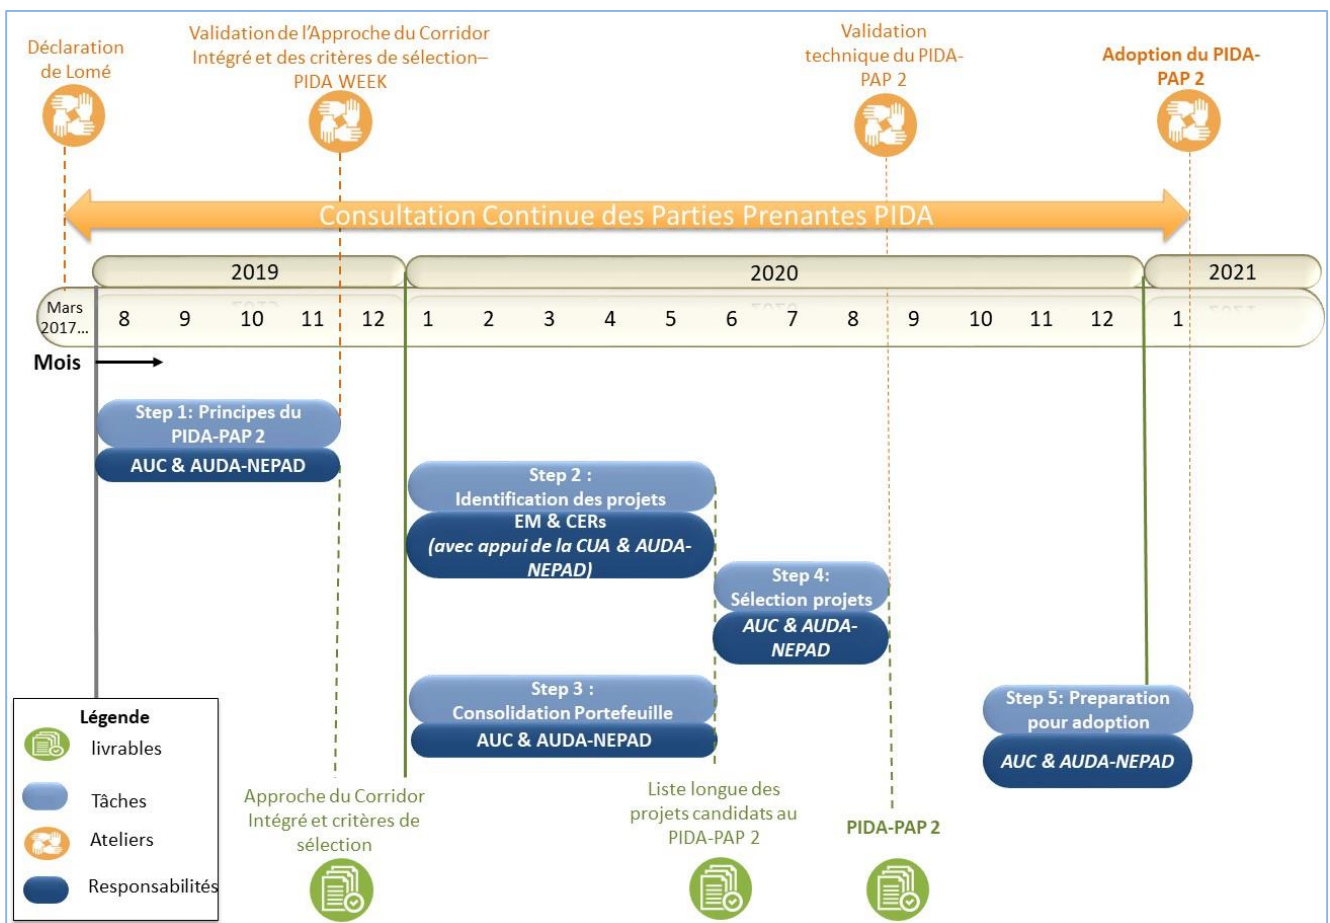 Déclaration
de Lomé
Validation de l'Approche du Corridor
Intégré et des critères de sélection–
PIDA WEEK
Validation
technique du PIDA-
PAP 2
Adoption du PIDA-
PAP 2
Consultation Continue des Parties Prenantes PIDA
2019
2020
2021
Mars
2017...
8 9 10 11 12 1 2 3 4 5 6 7 8 9 10 11 12 1
Mois
Step 1: Principes du
PIDA-PAP 2
AUC & AUDA-NEPAD
Step 2 :
Identification des projets
EM & CERs
(avec appui de la CUA & AUDA-
NEPAD)
Step 4:
Sélection projets
AUC & AUDA-
NEPAD
Step 3 :
Consolidation Portefeuille
AUC & AUDA-NEPAD
Step 5: Preparation
pour adoption
AUC & AUDA-NEPAD
Légende
livrables
Tâches
Ateliers
Responsabilités
Approche du Corridor
Intégré et critères de
sélection
Liste longue des
projets candidats au
PIDA-PAP 2
PIDA-PAP 2